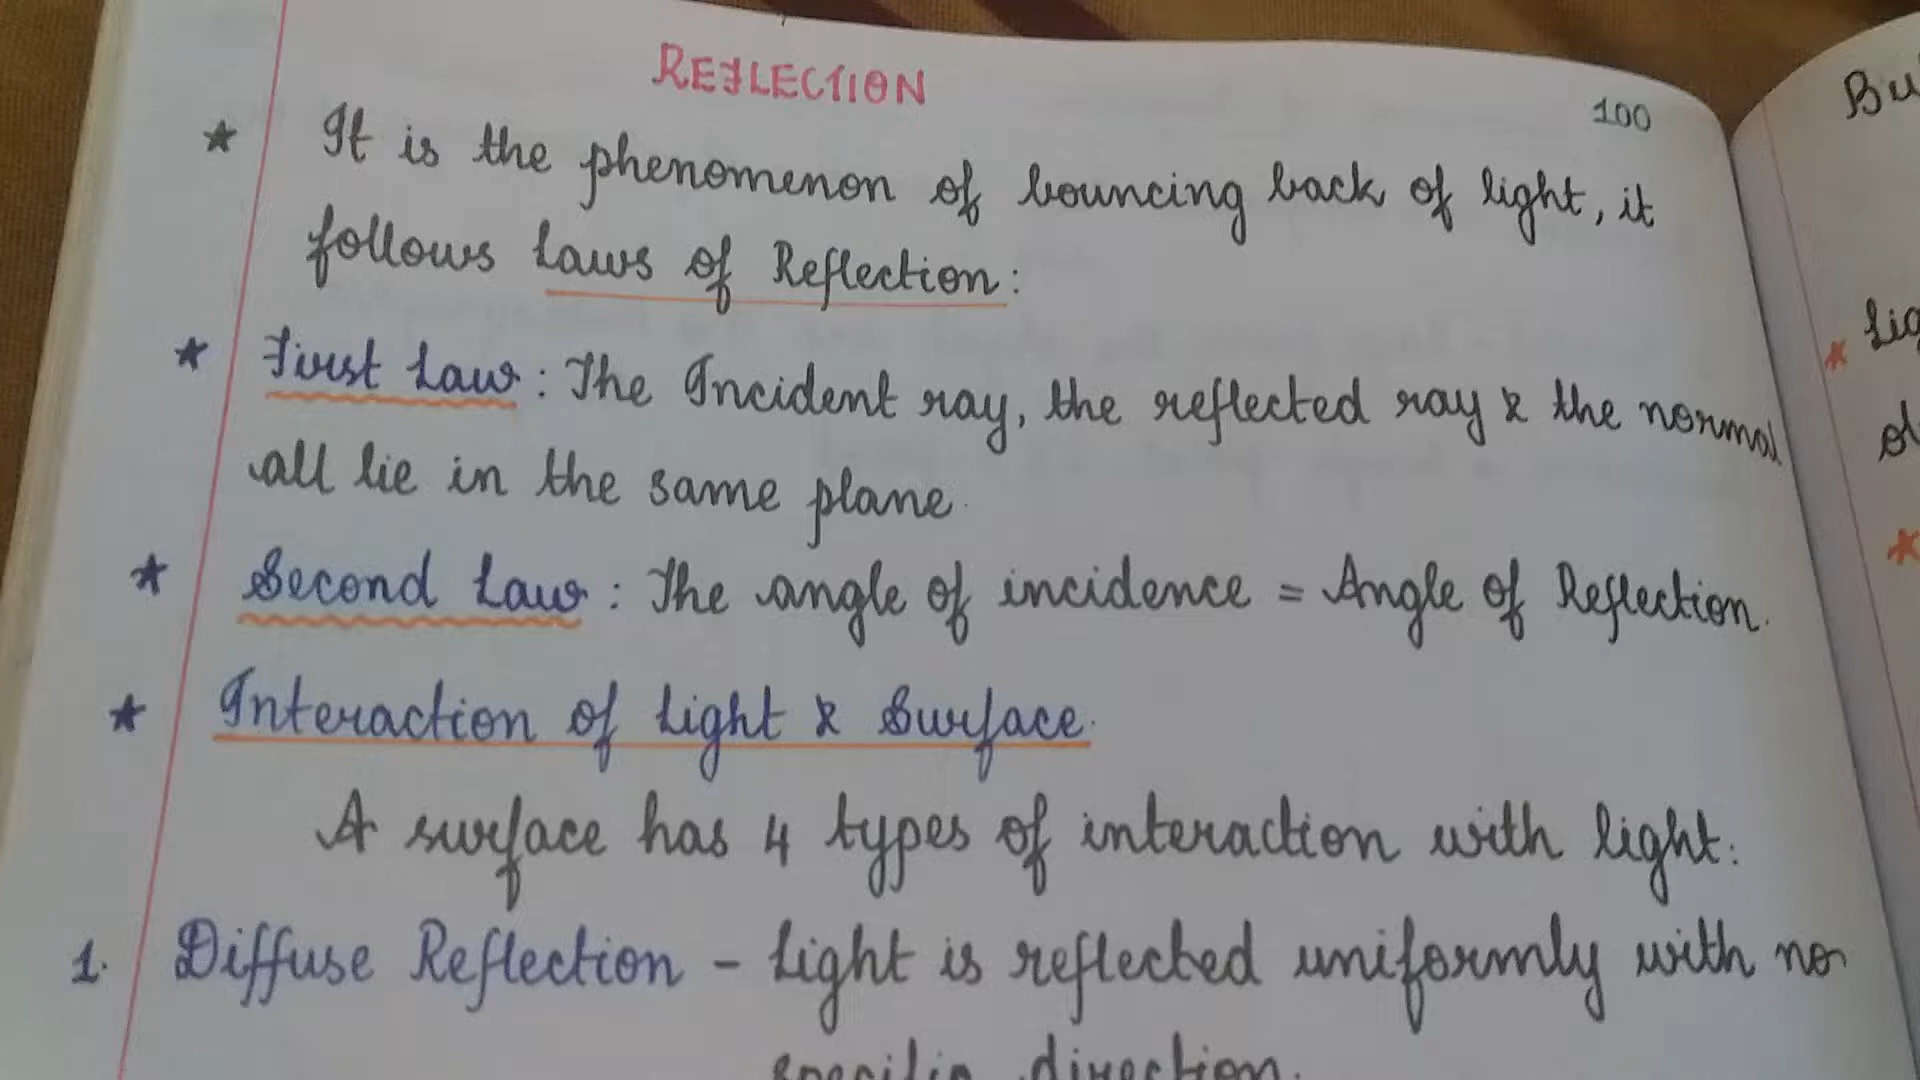 REFLECTION
100
* It is the phenomenon of bouncing back of light, it
follows Laws of Reflection:
* First Law: The Incident ray, the reflected ray & the normal
all lie in the same plane.
* Second Law: The angle of incidence = Angle of Reflection.
* Interaction of Light & Surface.
A surface has 4 types of interaction with light:
1. Diffuse Reflection - Light is reflected uniformly with no
specific direction.